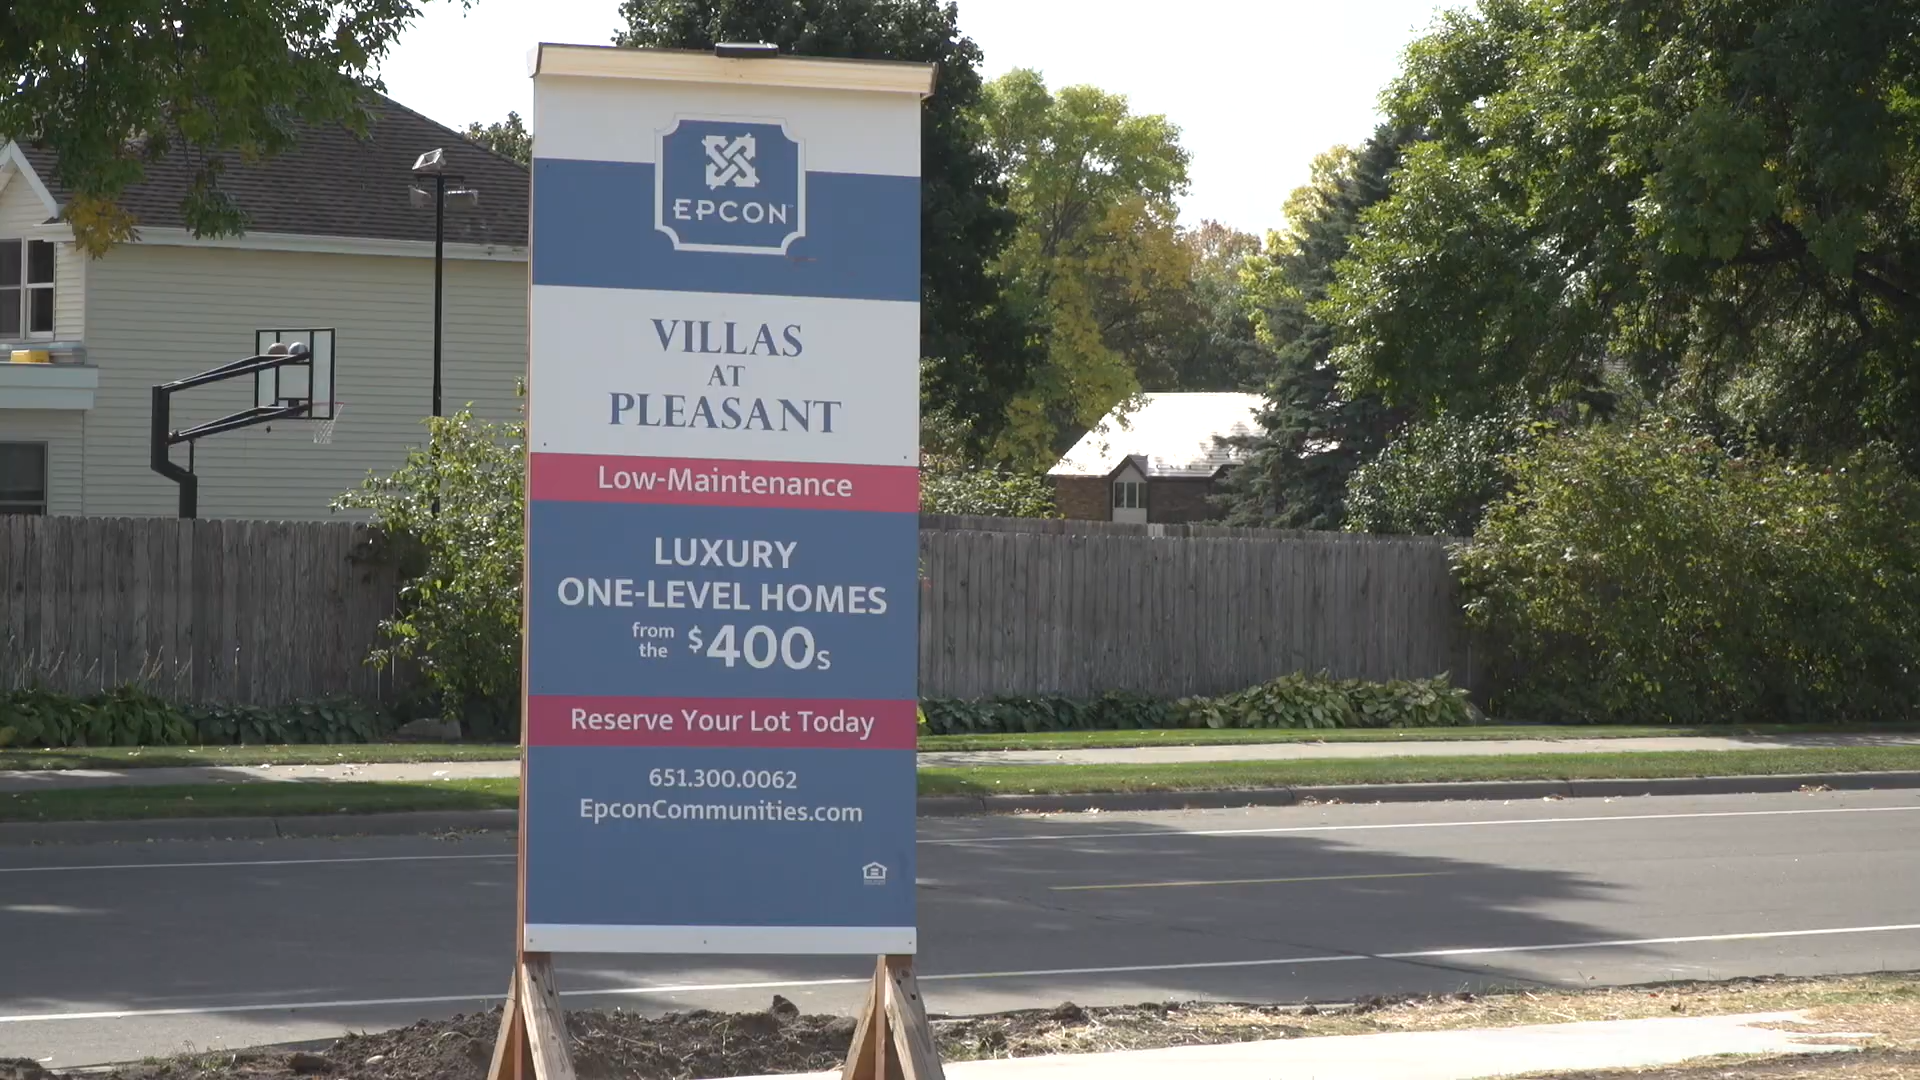 EPCON
VILLAS
AT
PLEASANT
Low-Maintenance
LUXURY
ONE-LEVEL HOMES
from the $400s
Reserve Your Lot Today
651.300.0062
EpconCommunities.com